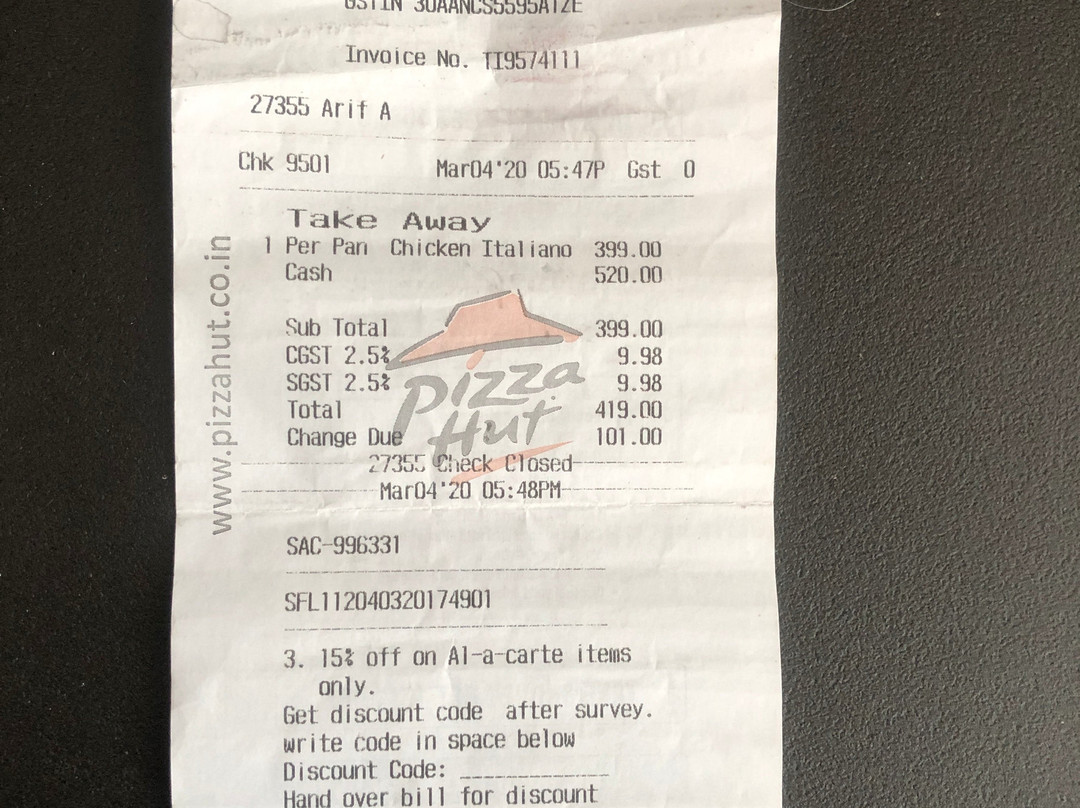 GSTIN 30AANCS5595A1ZE
Invoice No. TI9574111
27355 Arif A
Chk 9501 Mar04'20 05:47P Gst 0
Take Away
1 Per Pan Chicken Italiano 399.00
Cash 520.00
Sub Total 399.00
CGST 2.5% 9.98
SGST 2.5% 9.98
Total 419.00
Change Due 101.00
27355 Check Closed
Mar04'20 05:48PM
SAC-996331
SFL112040320174901
3. 15% off on Al-a-carte items
only.
Get discount code after survey.
write code in space below
Discount Code: ______________
Hand over bill for discount
www.pizzahut.co.in
Pizza
Hut